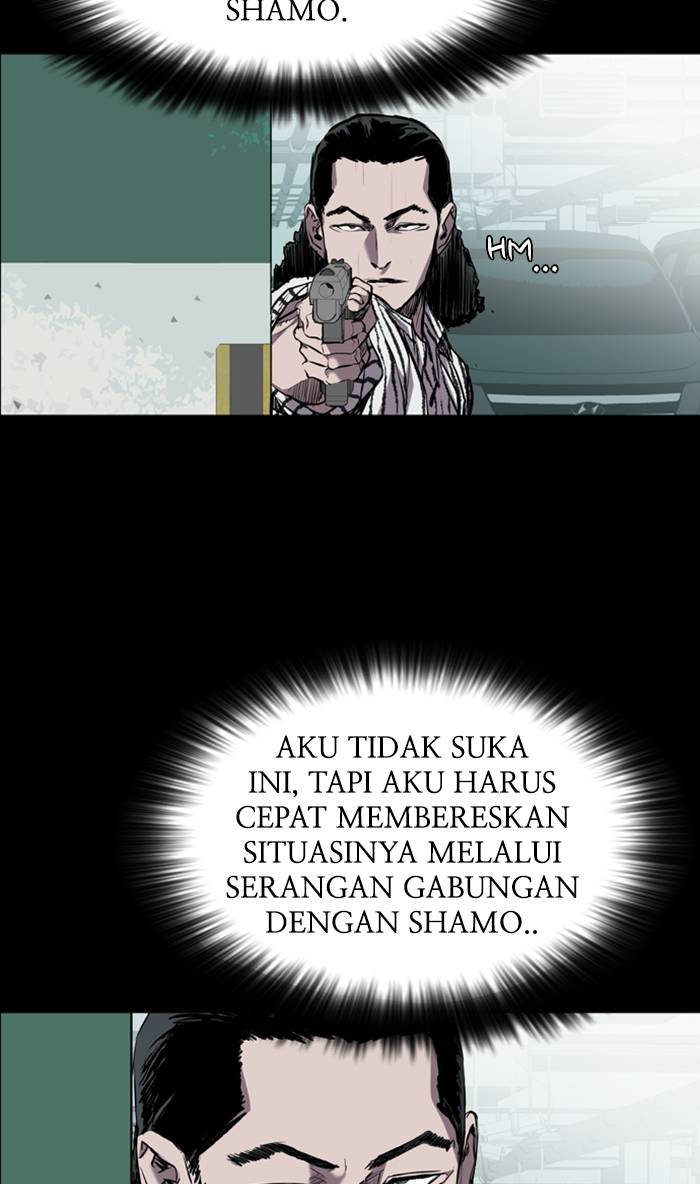 SHAMO.
HM...
AKU TIDAK SUKA
INI, TAPI AKU HARUS
CEPAT MEMBERESKAN
SITUASINYA MELALUI
SERANGAN GABUNGAN
DENGAN SHAMO..